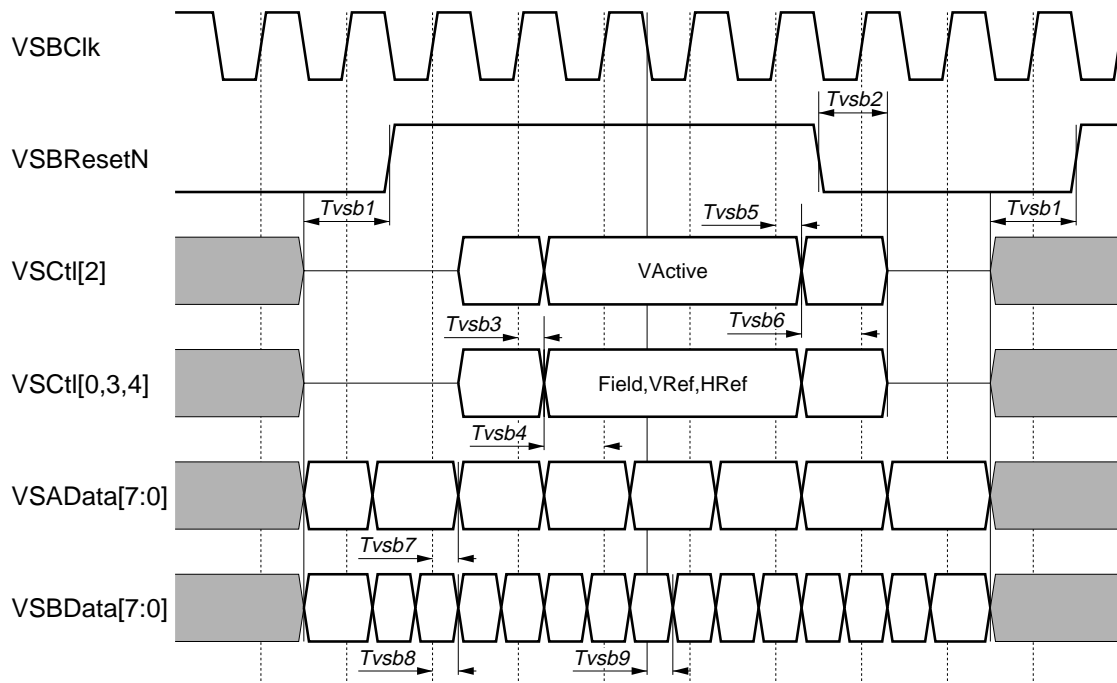 VSBClk
Tvsb2
VSBResetN
Tvsb1
Tvsb5
Tvsb1
VSCtl[2]
VActive
Tvsb3
Tvsb6
VSCtl[0,3,4]
Field,VRef,HRef
Tvsb4
VSAData[7:0]
Tvsb7
VSBData[7:0]
Tvsb8
Tvsb9